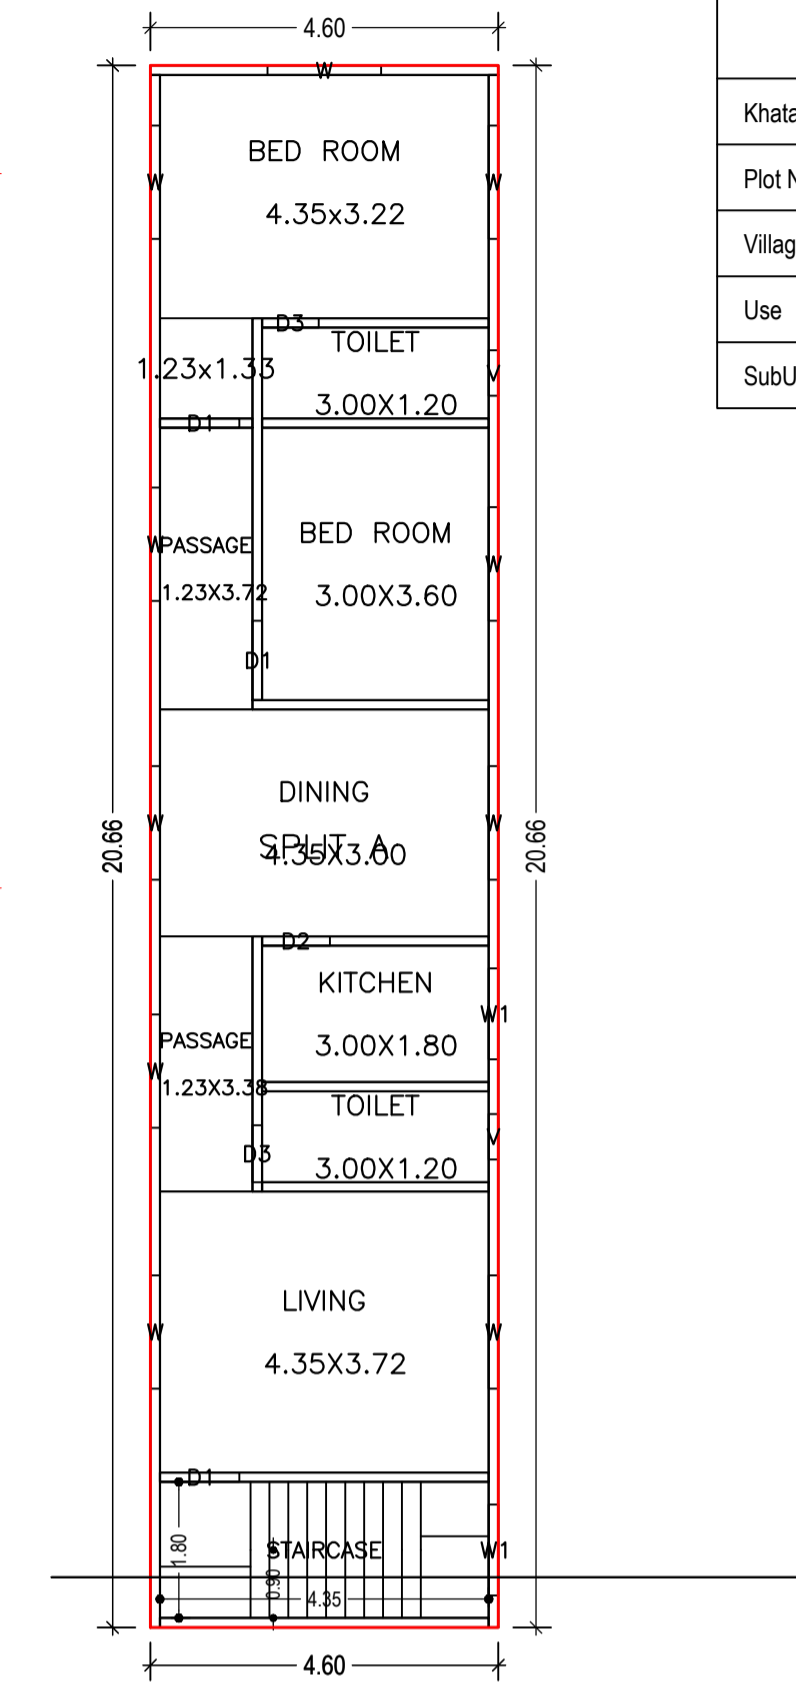 4.60
W
BED ROOM
4.35x3.22
W
W
Khata
Plot N
Villag
Use
SubU
D3
TOILET
1.23x1.33
3.00X1.20
V
D1
PASSAGE
1.23X3.72
W
BED ROOM
3.00X3.60
W
D1
DINING
SPLIT A
4.35X3.60
W
W
20.66
20.66
D2
KITCHEN
3.00X1.80
W1
PASSAGE
1.23X3.38
W
TOILET
3.00X1.20
V
D3
LIVING
4.35X3.72
W
W
D1
STAIRCASE
W1
1.80
0.90
4.35
4.60